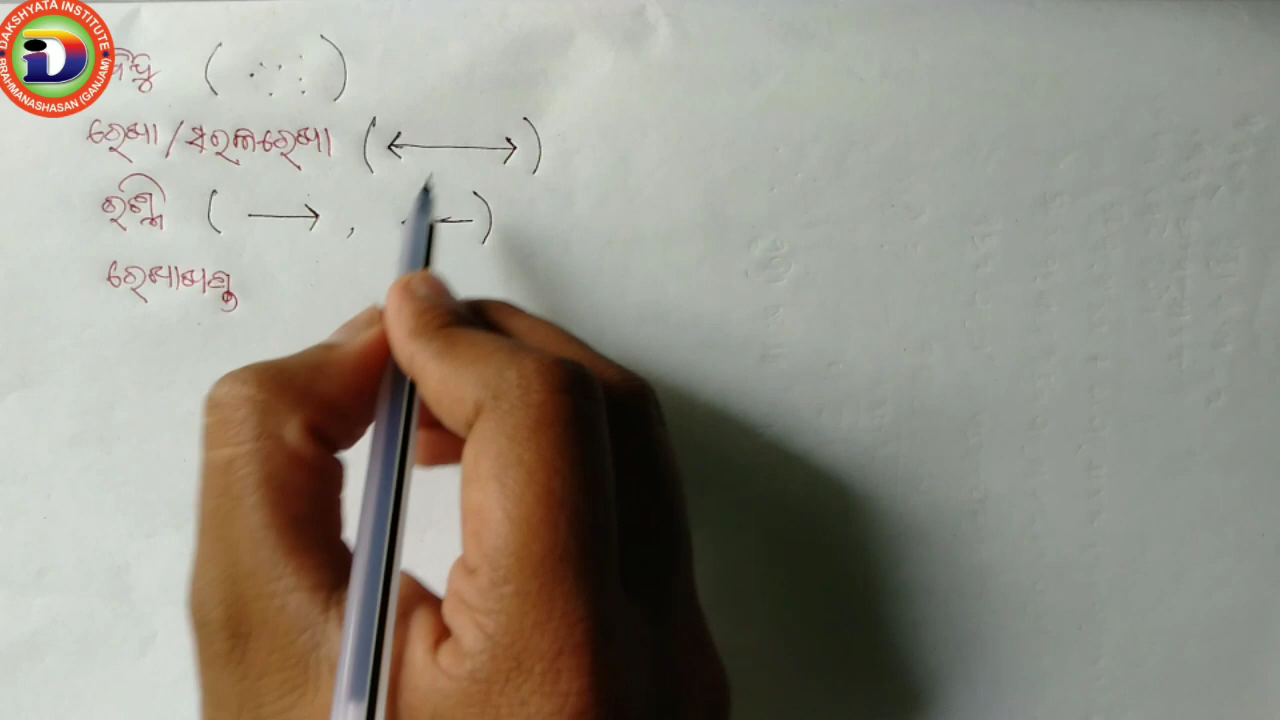 DAKSHYATA INSTITUTE
BRAHMANASHASAN (GANJAM)
ବିନ୍ଦୁ
ରେଖା / ସରଳରେଖା
ରଶ୍ମି
ରେଖାଖଣ୍ଡ